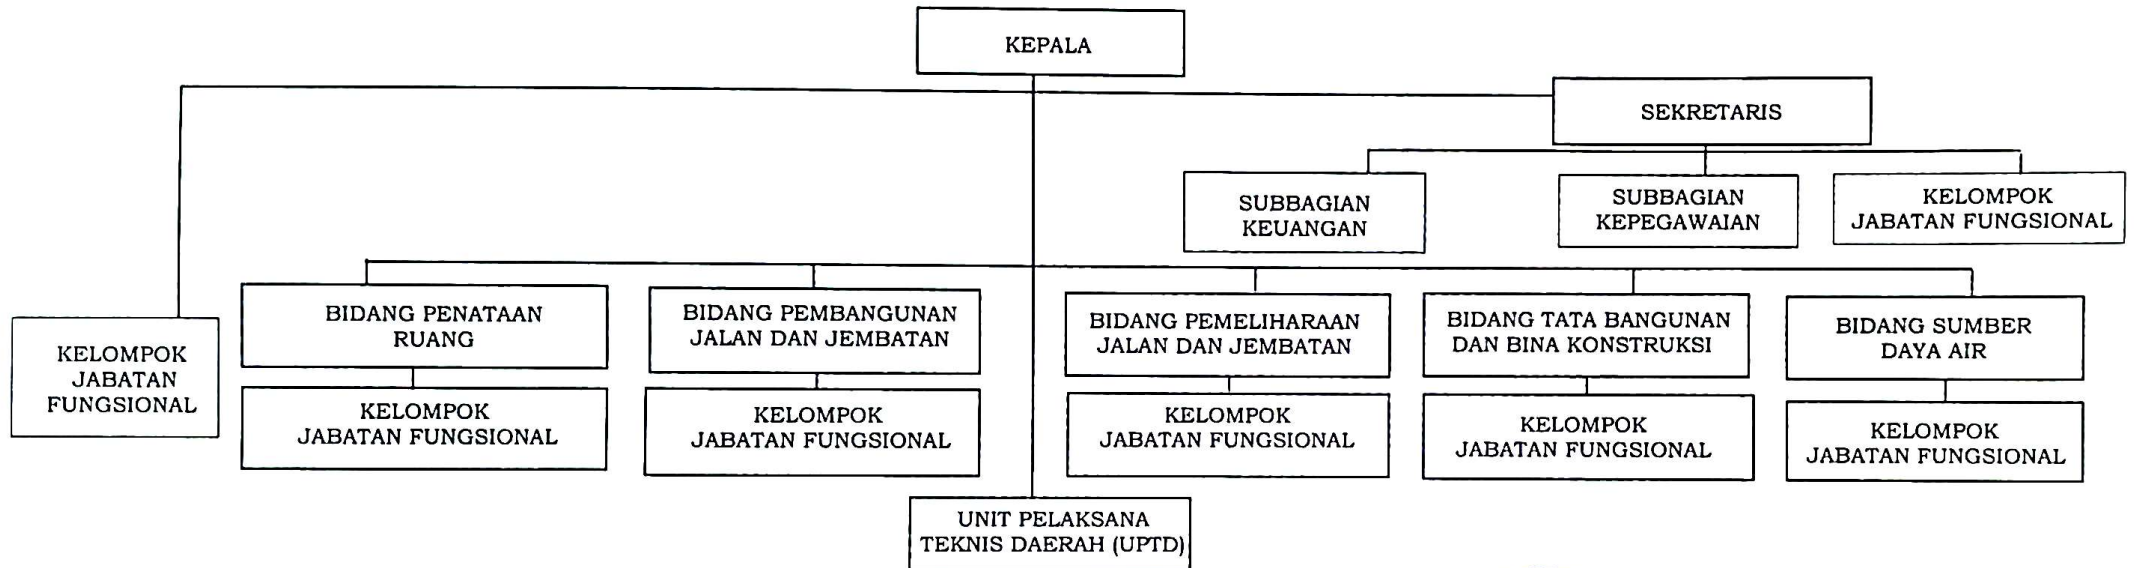 KEPALA
SEKRETARIS
SUBBAGIAN
KEUANGAN
SUBBAGIAN
KEPEGAWAIAN
KELOMPOK
JABATAN FUNGSIONAL
KELOMPOK
JABATAN
FUNGSIONAL
BIDANG PENATAAN
RUANG
BIDANG PEMBANGUNAN
JALAN DAN JEMBATAN
BIDANG PEMELIHARAAN
JALAN DAN JEMBATAN
BIDANG TATA BANGUNAN
DAN BINA KONSTRUKSI
BIDANG SUMBER
DAYA AIR
KELOMPOK
JABATAN FUNGSIONAL
KELOMPOK
JABATAN FUNGSIONAL
KELOMPOK
JABATAN FUNGSIONAL
KELOMPOK
JABATAN FUNGSIONAL
KELOMPOK
JABATAN FUNGSIONAL
UNIT PELAKSANA
TEKNIS DAERAH (UPTD)